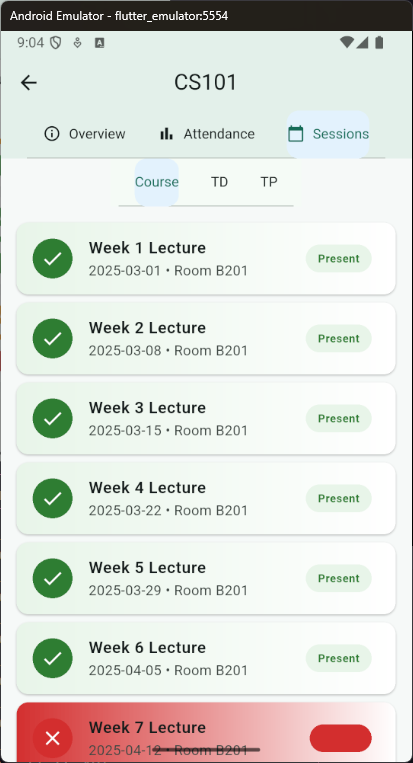 Android Emulator - flutter_emulator:5554
9:04 A
CS101
Overview Attendance Sessions
Course TD TP
Week 1 Lecture
2025-03-01 • Room B201
Present
Week 2 Lecture
2025-03-08 • Room B201
Present
Week 3 Lecture
2025-03-15 • Room B201
Present
Week 4 Lecture
2025-03-22 • Room B201
Present
Week 5 Lecture
2025-03-29 • Room B201
Present
Week 6 Lecture
2025-04-05 • Room B201
Present
Week 7 Lecture
2025-04-12 • Room B201